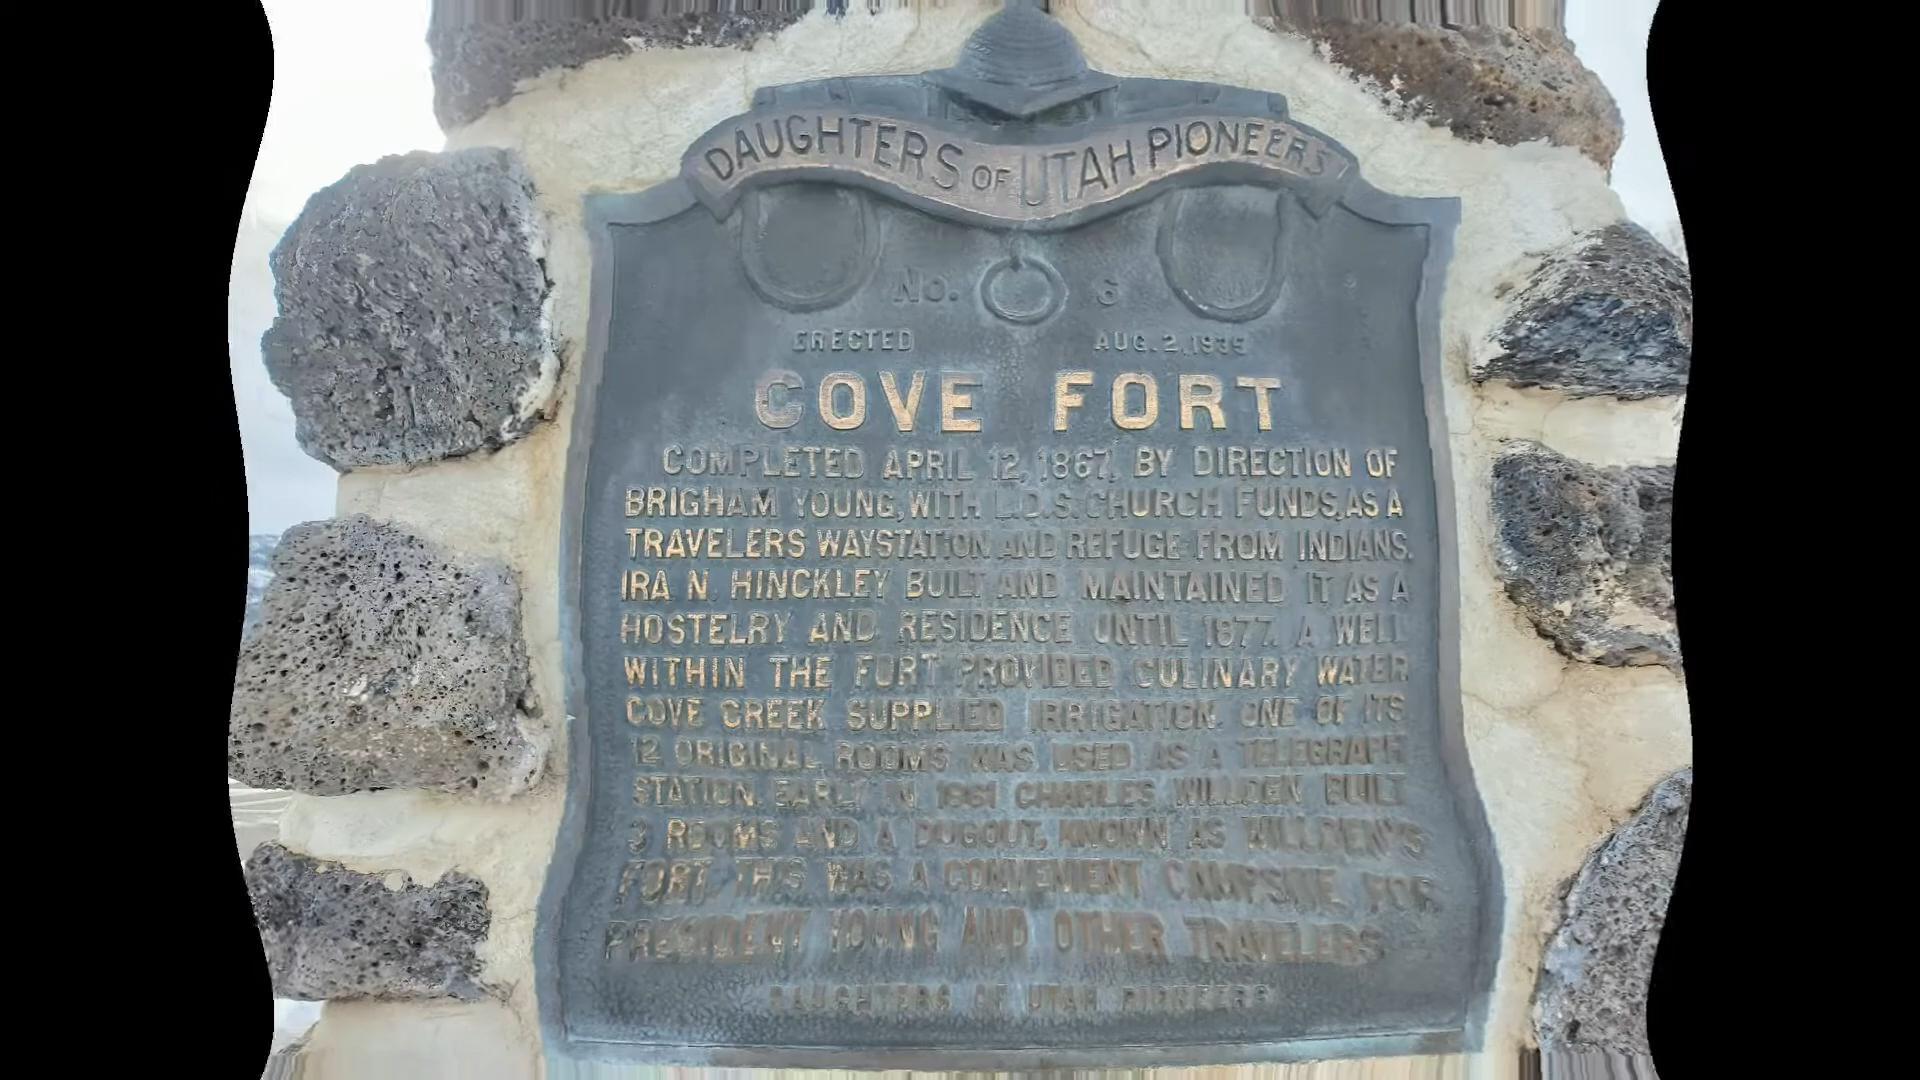 DAUGHTERS OF UTAH PIONEERS
No. 6
ERECTED AUG. 2, 1935
COVE FORT
COMPLETED APRIL 12, 1867, BY DIRECTION OF
BRIGHAM YOUNG, WITH L.D.S. CHURCH FUNDS, AS A
TRAVELERS WAYSTATION AND REFUGE FROM INDIANS.
IRA N. HINCKLEY BUILT AND MAINTAINED IT AS A
HOSTELRY AND RESIDENCE UNTIL 1877. A WELL
WITHIN THE FORT PROVIDED CULINARY WATER
COVE CREEK SUPPLIED IRRIGATION. ONE OF ITS
12 ORIGINAL ROOMS WAS USED AS A TELEGRAPH
STATION. EARLY IN 1861 CHARLES WILLDEN BUILT
3 ROOMS AND A DUGOUT, KNOWN AS WILLDEN'S
FORT. THIS WAS A CONVENIENT CAMPSITE FOR
PRESIDENT YOUNG AND OTHER TRAVELERS
DAUGHTERS OF UTAH PIONEERS